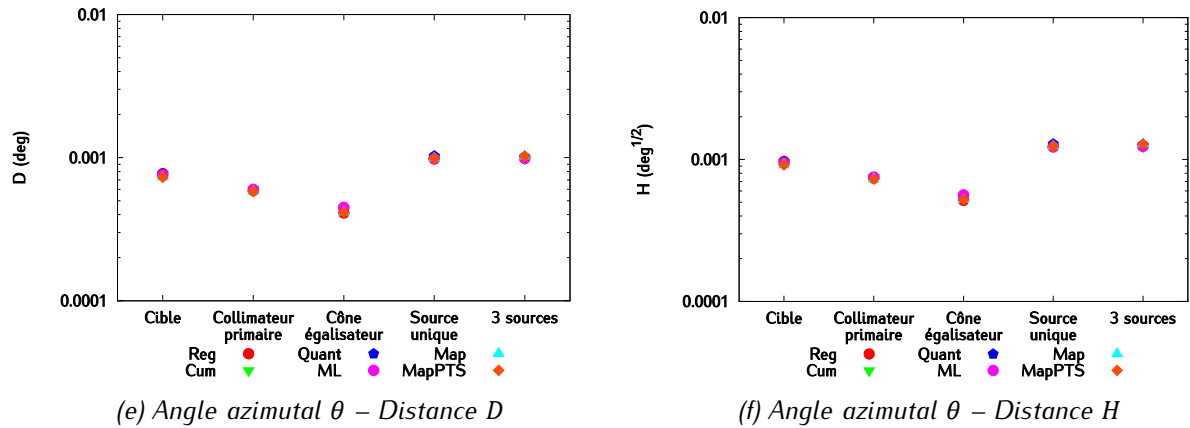 0.01
0.001
0.0001
D (deg)
Cible
Collimateur
primaire
Cône
égalisateur
Source
unique
3 sources
Reg
Quant
Map
Cum
ML
MapPTS
(e) Angle azimutal θ – Distance D
0.01
0.001
0.0001
H (deg^{1/2})
Cible
Collimateur
primaire
Cône
égalisateur
Source
unique
3 sources
Reg
Quant
Map
Cum
ML
MapPTS
(f) Angle azimutal θ – Distance H